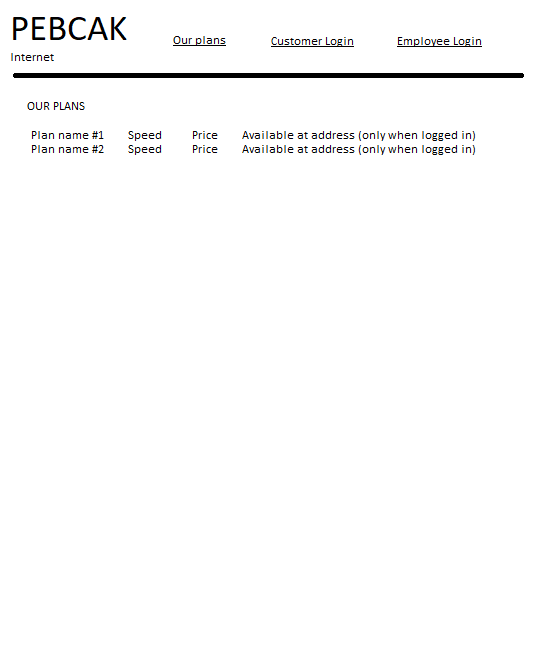 PEBCAK
Internet
Our plans Customer Login Employee Login
OUR PLANS
Plan name #1 Speed Price Available at address (only when logged in)
Plan name #2 Speed Price Available at address (only when logged in)